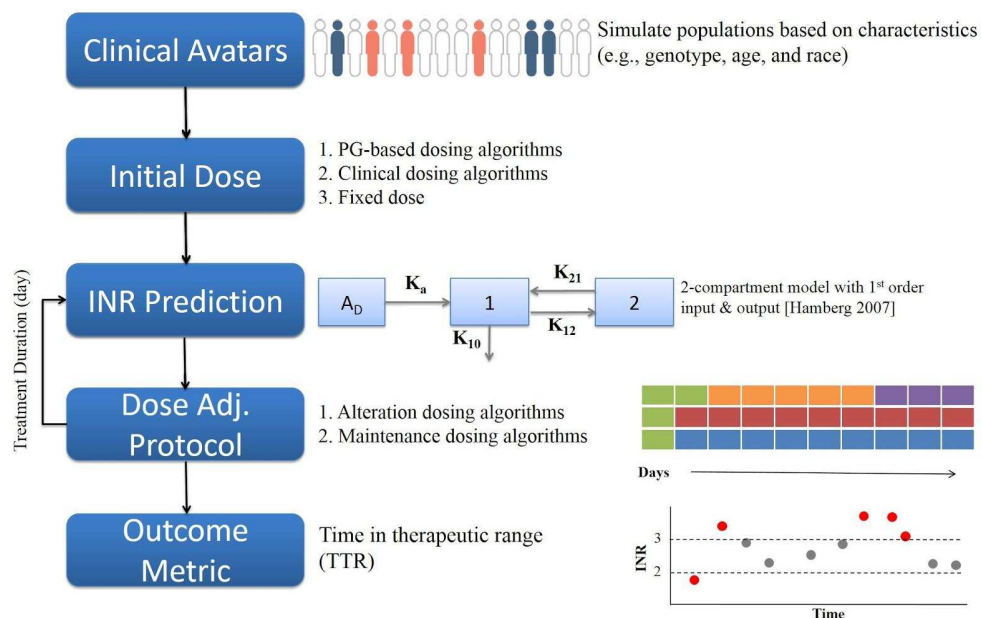 Clinical Avatars
Simulate populations based on characteristics
(e.g., genotype, age, and race)
Initial Dose
1. PG-based dosing algorithms
2. Clinical dosing algorithms
3. Fixed dose
Treatment Duration (day)
INR Prediction
A_D
K_a
1
K_21
K_12
2
K_10
2-compartment model with 1st order
input & output [Hamberg 2007]
Dose Adj.
Protocol
1. Alteration dosing algorithms
2. Maintenance dosing algorithms
Days
Outcome
Metric
Time in therapeutic range
(TTR)
INR
3
2
Time